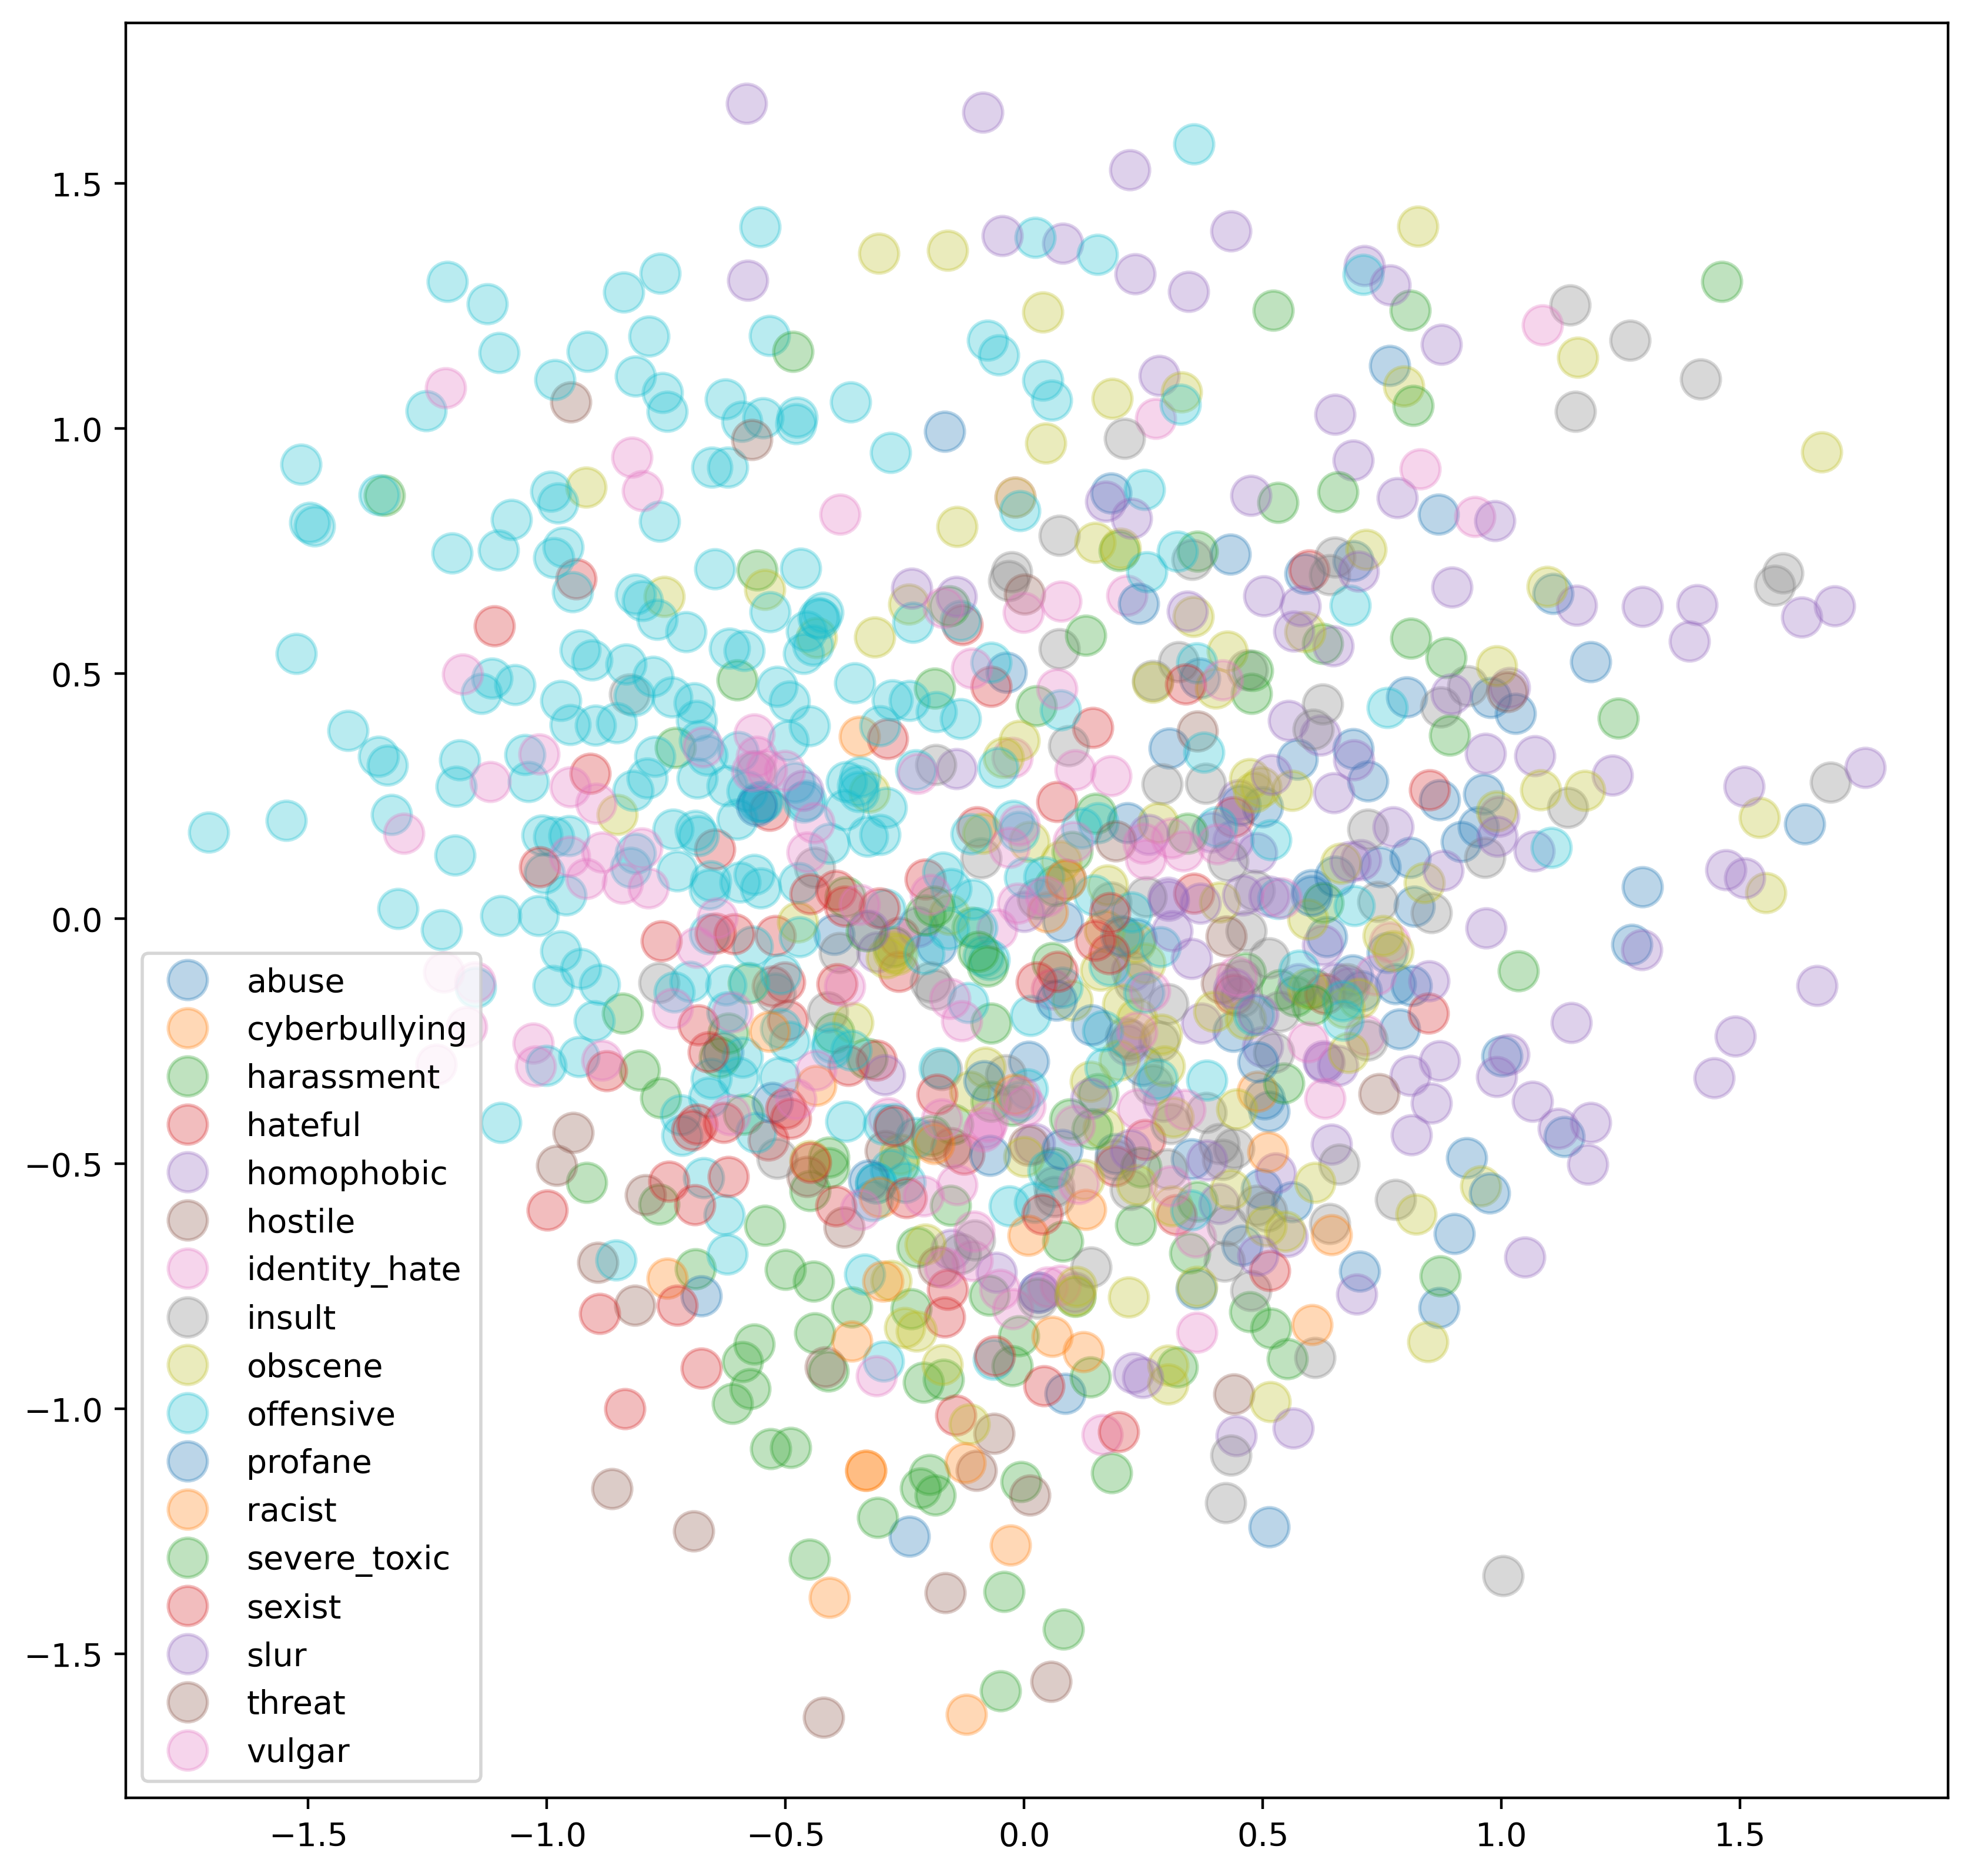 1.5
1.0
0.5
0.0
−0.5
−1.0
−1.5
abuse
cyberbullying
harassment
hateful
homophobic
hostile
identity_hate
insult
obscene
offensive
profane
racist
severe_toxic
sexist
slur
threat
vulgar
−1.5 −1.0 −0.5 0.0 0.5 1.0 1.5